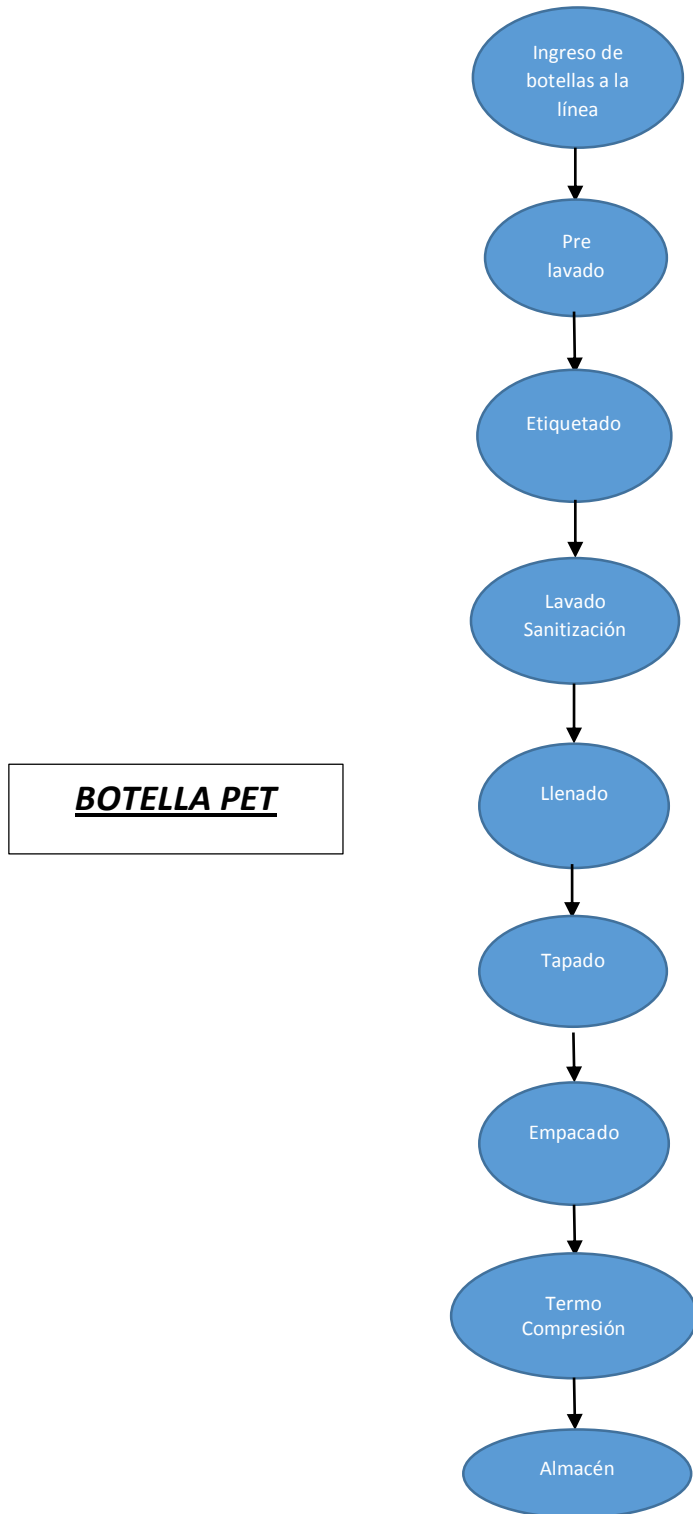 Ingreso de
botellas a la
línea
Pre
lavado
Etiquetado
Lavado
Sanitización
BOTELLA PET
Llenado
Tapado
Empacado
Termo
Compresión
Almacén